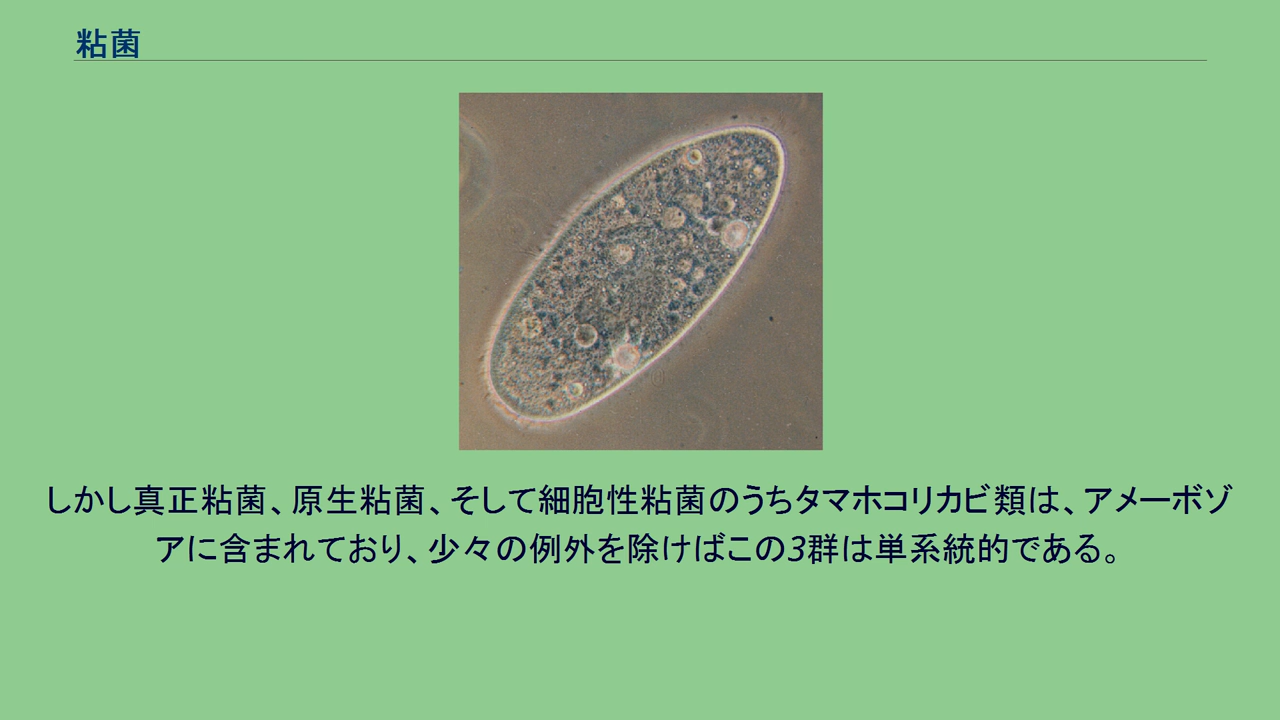 粘菌
しかし真正粘菌、原生粘菌、そして細胞性粘菌のうちタマホコリカビ類は、アメーボゾ
アに含まれており、少々の例外を除けばこの3群は単系統的である。